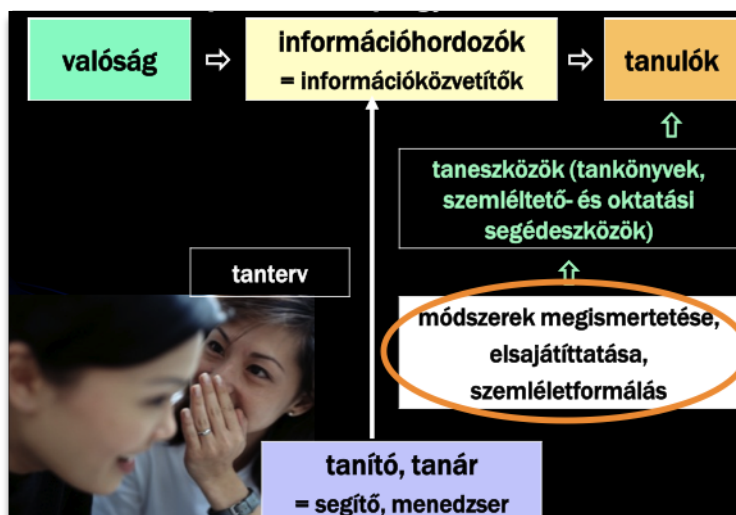 valóság
információhordozók
= információközvetítők
tanulók
taneszközök (tankönyvek,
szemléltető- és oktatási
segédeszközök)
tanterv
módszerek megismertetése,
elsajátíttatása,
szemléletformálás
tanító, tanár
= segítő, menedzser